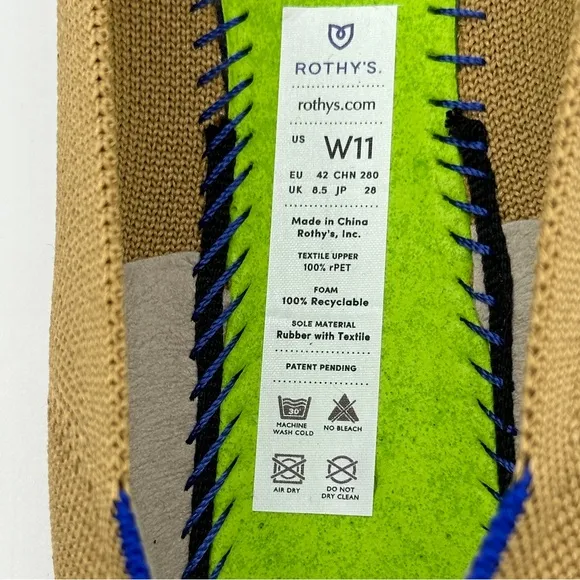 ROTHY'S.
rothys.com
US W11
EU 42 CHN 280
UK 8.5 JP 28
Made in China
Rothy's, Inc.
TEXTILE UPPER
100% rPET
FOAM
100% Recyclable
SOLE MATERIAL
Rubber with Textile
PATENT PENDING
30°
MACHINE WASH COLD
NO BLEACH
AIR DRY
DO NOT DRY CLEAN